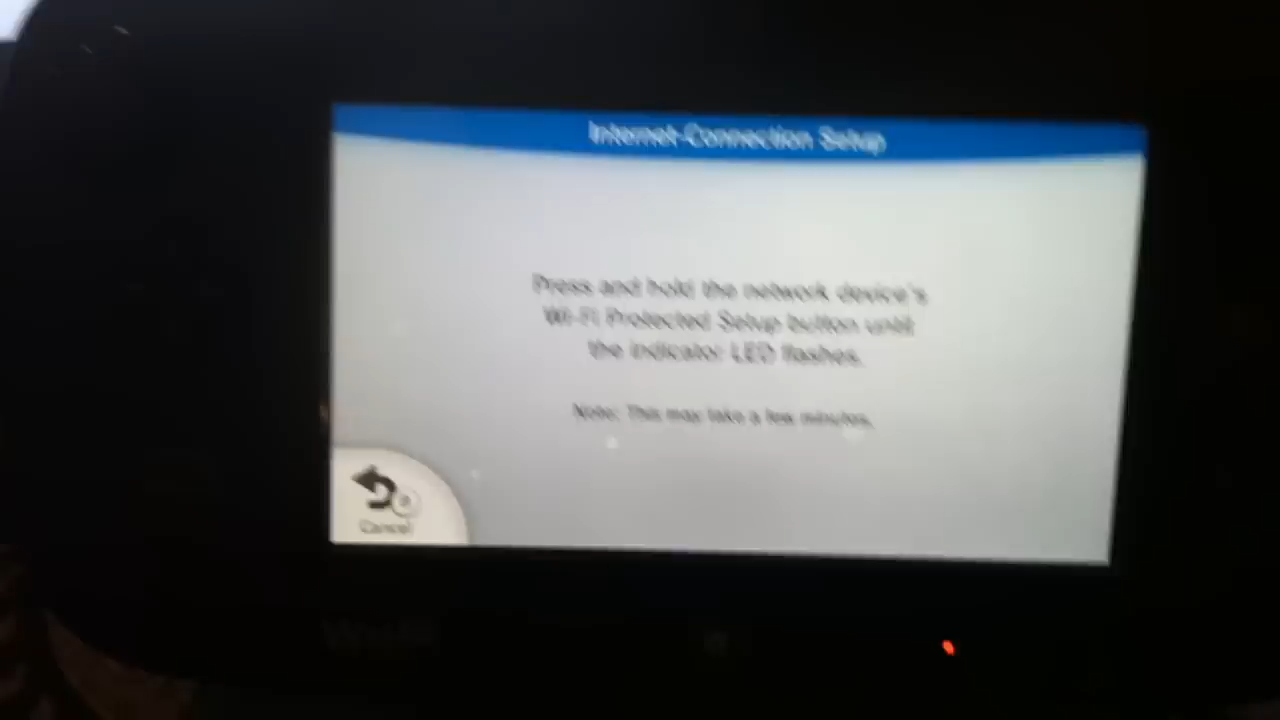 Internet-Connection Setup
Press and hold the network device's
Wi-Fi Protected Setup button until
the indicator LED flashes.
Note: This may take a few minutes.
Cancel